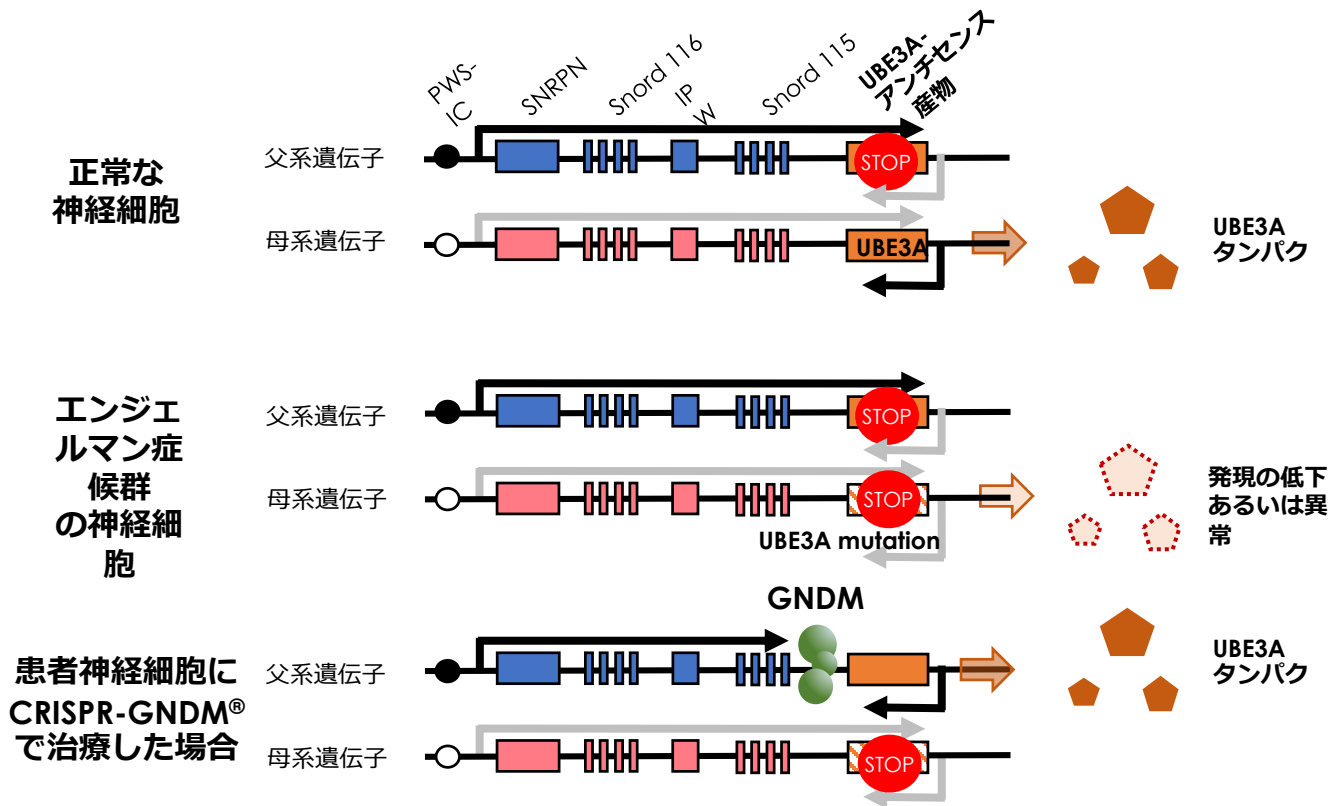 PWS-
IC
SNRPN
Snord 116
IP
W
Snord 115
UBE3A-
アンチセンス
産物
正常な
神経細胞
父系遺伝子
STOP
母系遺伝子
UBE3A
UBE3A
タンパク
エンジェ
ルマン症
候群
の神経細
胞
父系遺伝子
STOP
母系遺伝子
STOP
UBE3A mutation
発現の低下
あるいは異
常
GNDM
患者神経細胞に
CRISPR-GNDM®
で治療した場合
父系遺伝子
UBE3A
タンパク
母系遺伝子
STOP